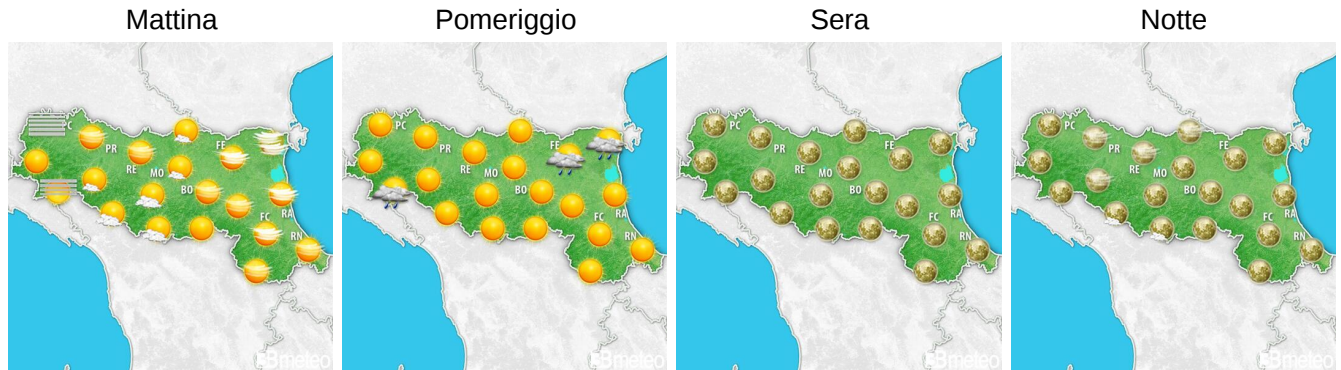 Mattina
Pomeriggio
Sera
Notte
PC
PR
RE
MO
BO
FE
FC
RA
RN
3Bmeteo
PC
PR
RE
MO
BO
FE
FC
RA
RN
3Bmeteo
PC
PR
RE
MO
BO
FE
FC
RA
RN
3Bmeteo
PC
PR
RE
MO
BO
FE
FC
RA
RN
3Bmeteo